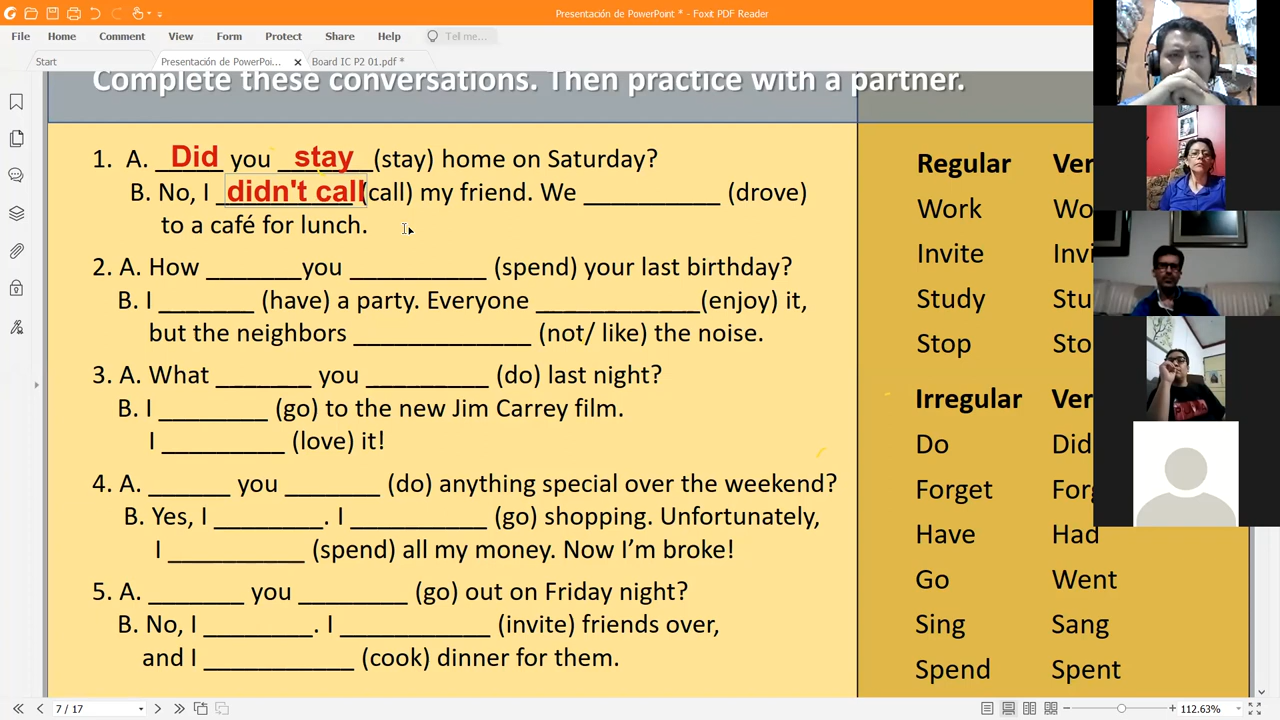 Presentación de PowerPoint * - Foxit PDF Reader
File Home Comment View Form Protect Share Help Tell me...
Start Presentación de PowerPoi... Board IC P2 01.pdf *
Complete these conversations. Then practice with a partner.
1. A. Did you stay (stay) home on Saturday?
B. No, I didn't call (call) my friend. We __________ (drove)
to a café for lunch.
2. A. How _______you __________ (spend) your last birthday?
B. I _______ (have) a party. Everyone ____________(enjoy) it,
but the neighbors _____________ (not/ like) the noise.
3. A. What _______ you _________ (do) last night?
B. I ________ (go) to the new Jim Carrey film.
I _________ (love) it!
4. A. ______ you _______ (do) anything special over the weekend?
B. Yes, I ________. I __________ (go) shopping. Unfortunately,
I __________ (spend) all my money. Now I'm broke!
5. A. _______ you ________ (go) out on Friday night?
B. No, I ________. I ___________ (invite) friends over,
and I ___________ (cook) dinner for them.
Regular Ver
Work Wo
Invite Invi
Study Stu
Stop Sto
Irregular Ver
Do Did
Forget For
Have Had
Go Went
Sing Sang
Spend Spent
7 / 17
112.63%